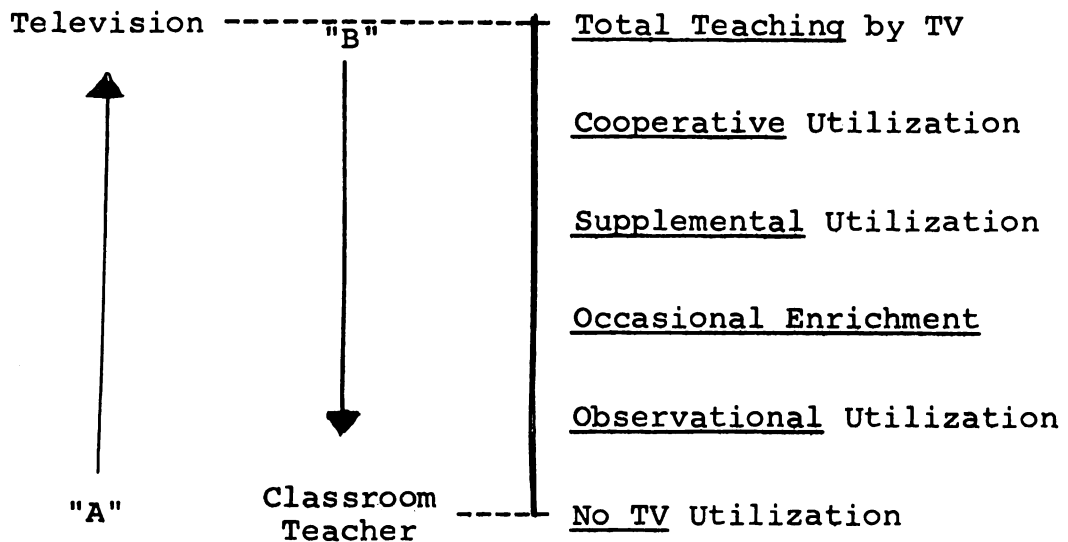 Television
"B"
Total Teaching by TV
Cooperative Utilization
Supplemental Utilization
Occasional Enrichment
Observational Utilization
"A"
Classroom
Teacher
No TV Utilization